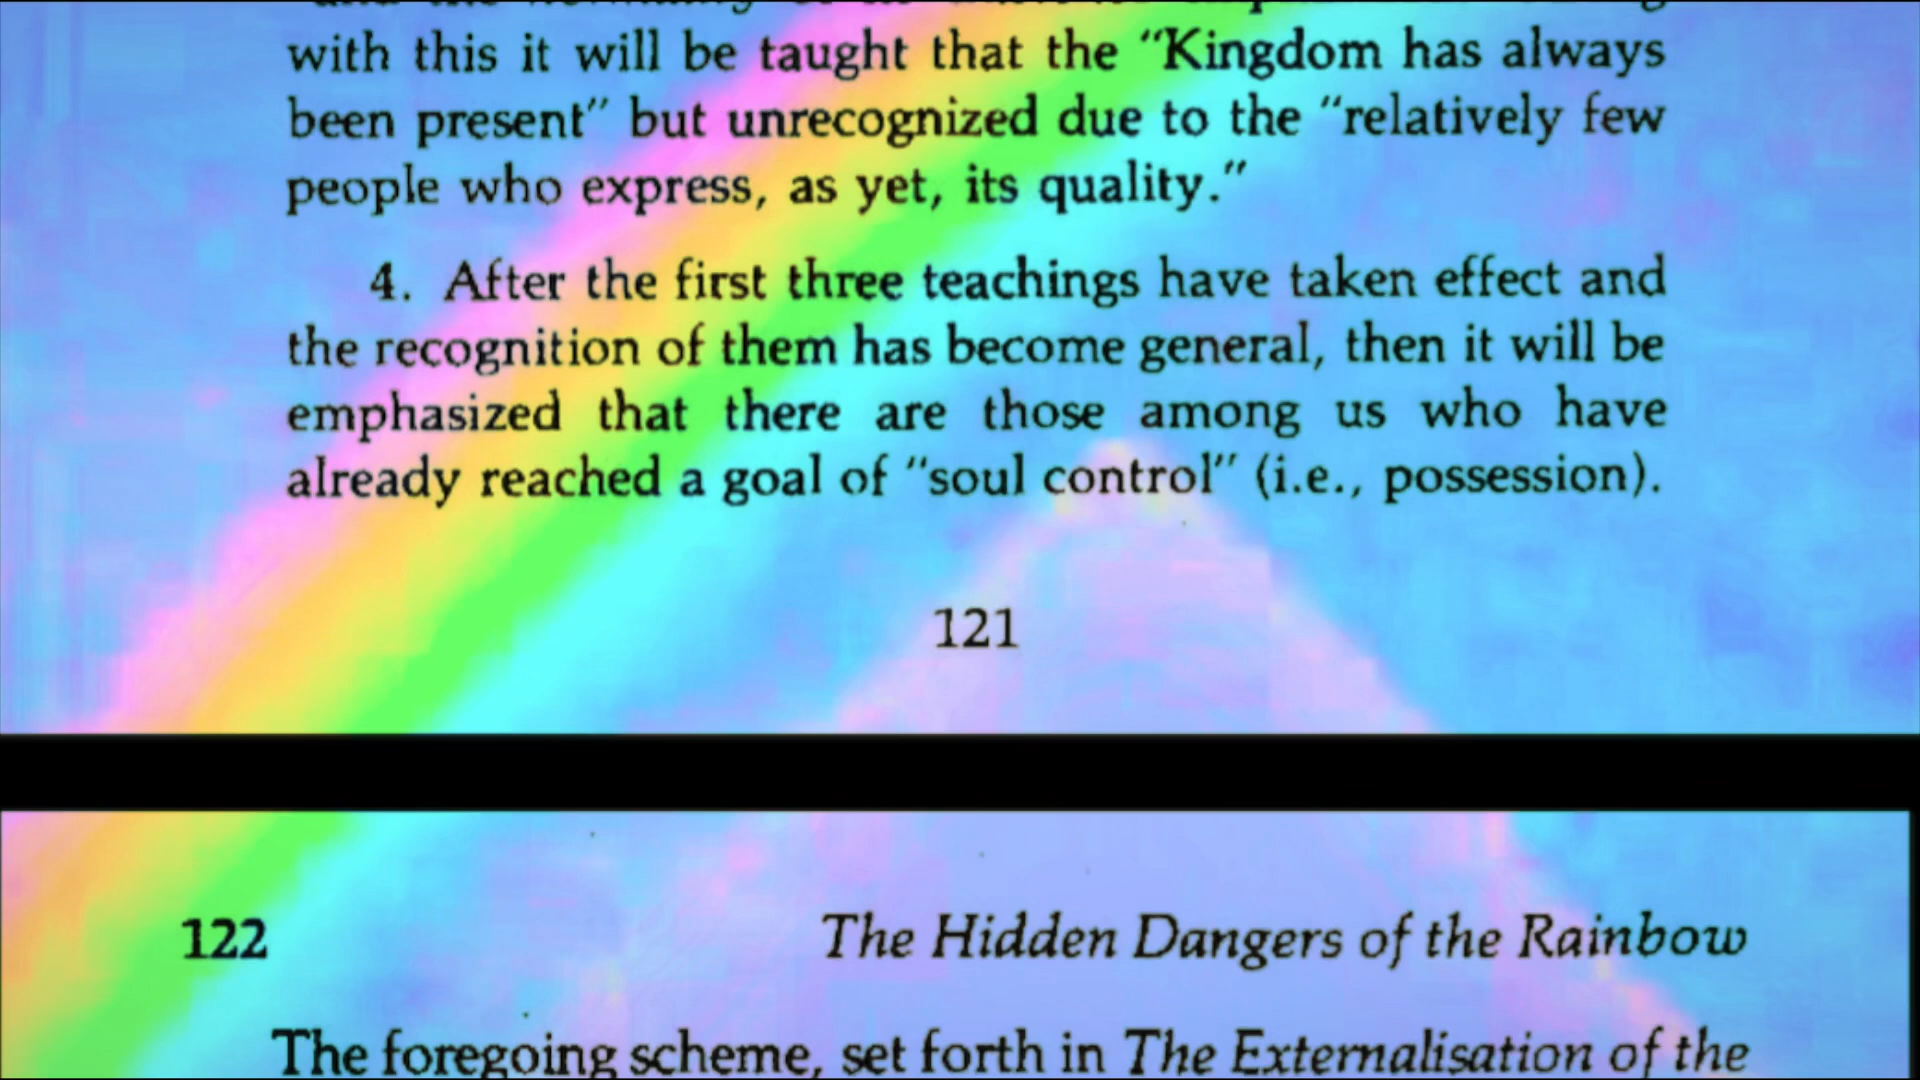 with this it will be taught that the “Kingdom has always
been present” but unrecognized due to the “relatively few
people who express, as yet, its quality.”
4. After the first three teachings have taken effect and
the recognition of them has become general, then it will be
emphasized that there are those among us who have
already reached a goal of “soul control” (i.e., possession).
121
122 The Hidden Dangers of the Rainbow
The foregoing scheme, set forth in The Externalisation of the